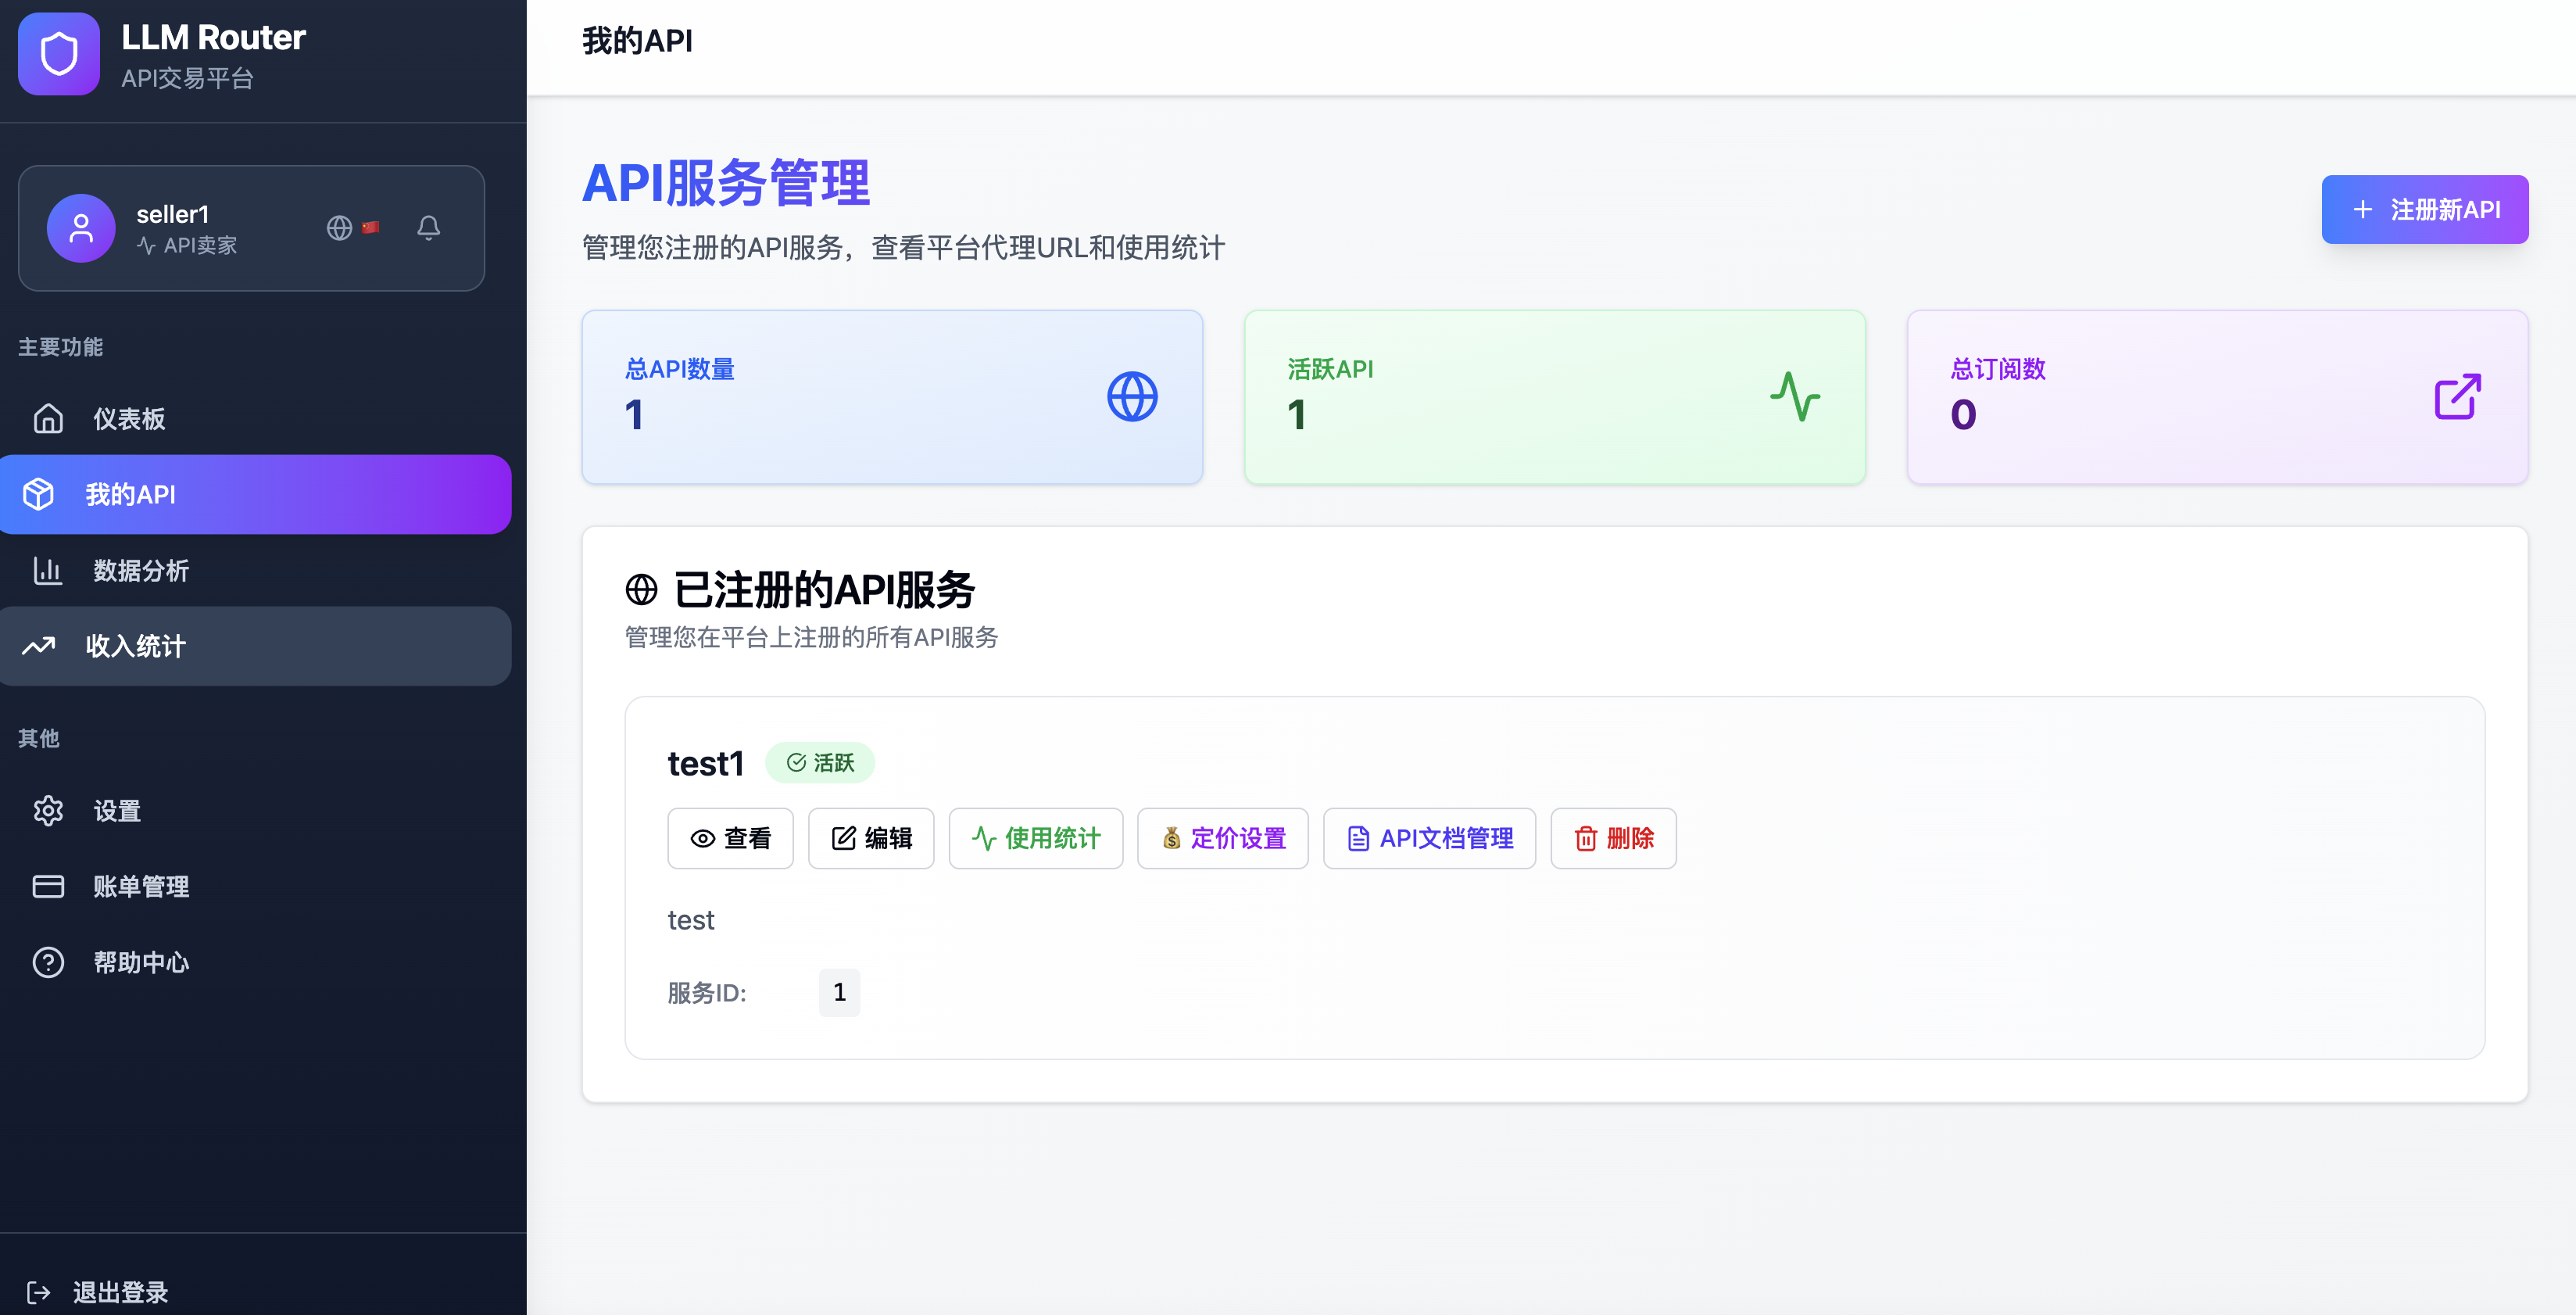 LLM Router
API交易平台
seller1
API卖家
主要功能
仪表板
我的API
数据分析
收入统计
其他
设置
账单管理
帮助中心
退出登录
我的API
API服务管理
管理您注册的API服务，查看平台代理URL和使用统计
注册新API
总API数量
1
活跃API
1
总订阅数
0
已注册的API服务
管理您在平台上注册的所有API服务
test1 活跃
查看 编辑 使用统计 定价设置 API文档管理 删除
test
服务ID: 1